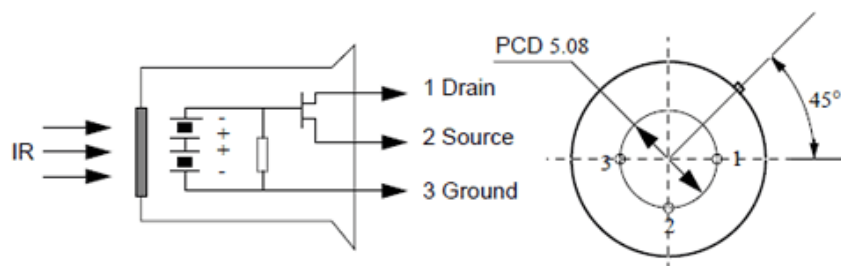 IR
-
+
+
-
1 Drain
2 Source
3 Ground
PCD 5.08
45°
3
1
2